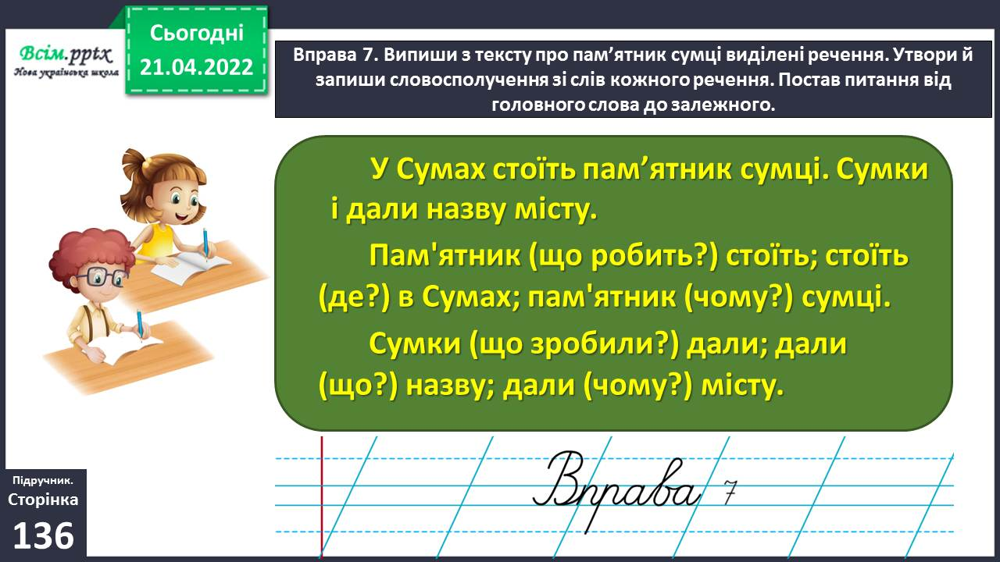 Всім.pptx
Нова українська школа
Сьогодні
21.04.2022
Вправа 7. Випиши з тексту про пам’ятник сумці виділені речення. Утвори й
запиши словосполучення зі слів кожного речення. Постав питання від
головного слова до залежного.
У Сумах стоїть пам’ятник сумці. Сумки
і дали назву місту.
Пам'ятник (що робить?) стоїть; стоїть
(де?) в Сумах; пам'ятник (чому?) сумці.
Сумки (що зробили?) дали; дали
(що?) назву; дали (чому?) місту.
Вправа 7
Підручник.
Сторінка
136